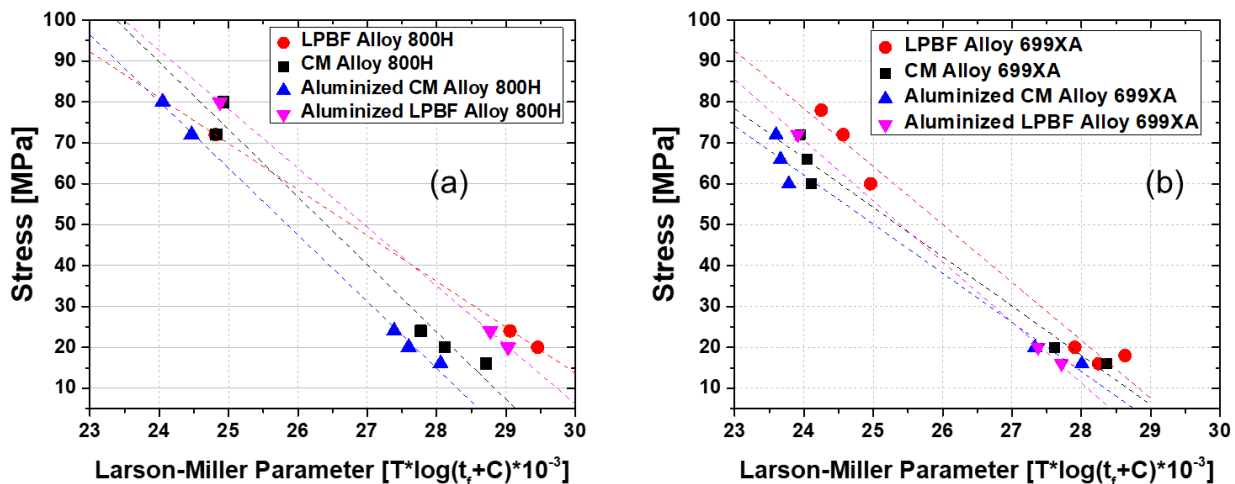 100
90
80
70
60
50
40
30
20
10
Stress [MPa]
LPBF Alloy 800H
CM Alloy 800H
Aluminized CM Alloy 800H
Aluminized LPBF Alloy 800H
(a)
23 24 25 26 27 28 29 30
Larson-Miller Parameter [T*log(t_f+C)*10^-3]
100
90
80
70
60
50
40
30
20
10
Stress [MPa]
LPBF Alloy 699XA
CM Alloy 699XA
Aluminized CM Alloy 699XA
Aluminized LPBF Alloy 699XA
(b)
23 24 25 26 27 28 29 30
Larson-Miller Parameter [T*log(t_f+C)*10^-3]